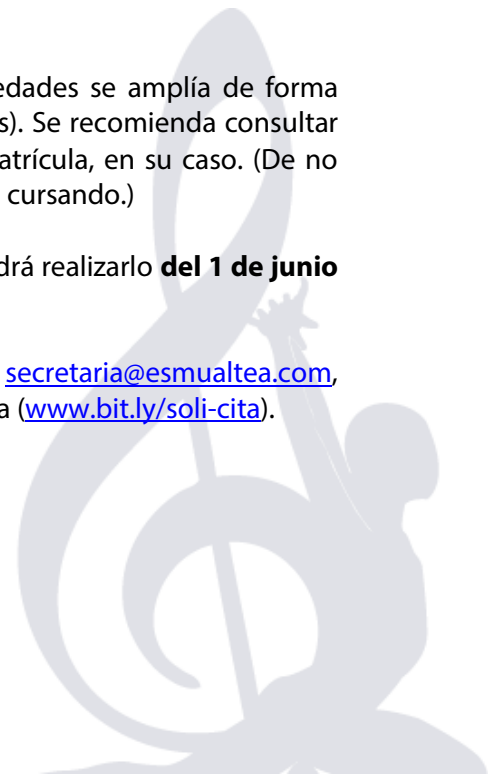 edades se amplía de forma
s). Se recomienda consultar
atrícula, en su caso. (De no
cursando.)
drá realizarlo del 1 de junio
secretaria@esmualtea.com,
a (www.bit.ly/soli-cita).